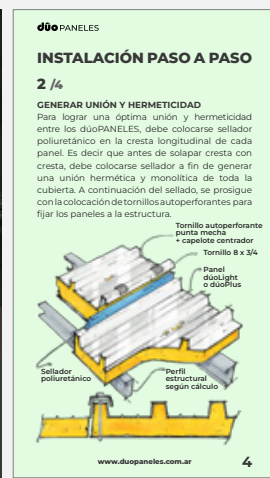 dúo PANELES
INSTALACIÓN PASO A PASO
2 /4
GENERAR UNIÓN Y HERMETICIDAD
Para lograr una óptima unión y hermeticidad
entre los dúoPANELES, debe colocarse sellador
poliuretánico en la cresta longitudinal de cada
panel. Es decir que antes de solapar cresta con
cresta, debe colocarse sellador a fin de generar
una unión hermética y monolítica de toda la
cubierta. A continuación del sellado, se prosigue
con la colocación de tornillos autoperforantes para
fijar los paneles a la estructura.
Tornillo autoperforante
punta mecha
+ capelote centrador
Tornillo 8 x 3/4
Panel
dúoLight
o dúoPlus
Sellador
poliuretánico
Perfil
estructural
según cálculo
www.duopaneles.com.ar
4